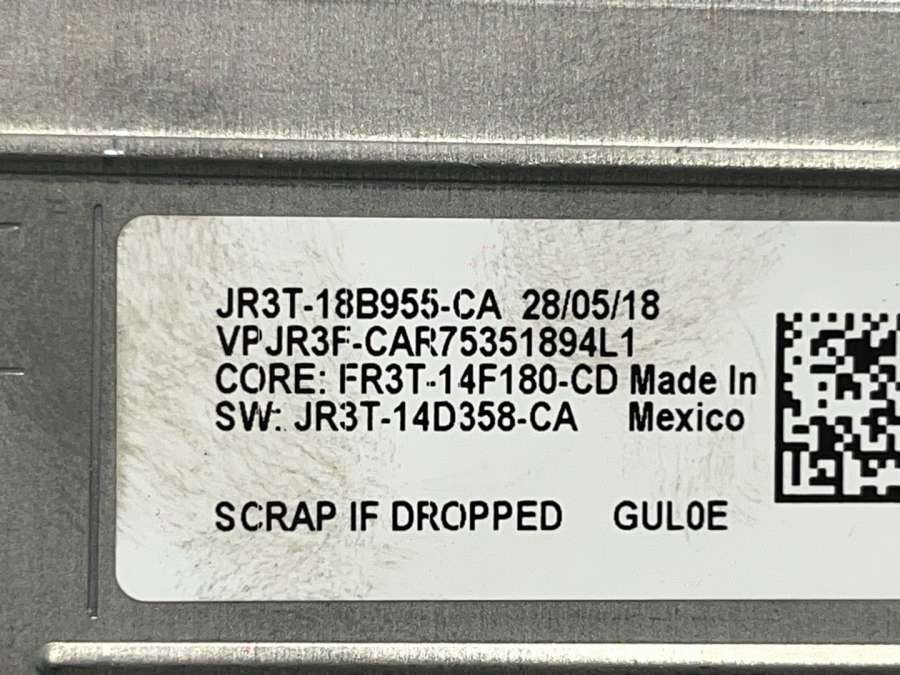 JR3T-18B955-CA 28/05/18
VPJR3F-CAR75351894L1
CORE: FR3T-14F180-CD Made In
SW: JR3T-14D358-CA Mexico
SCRAP IF DROPPED GUL0E